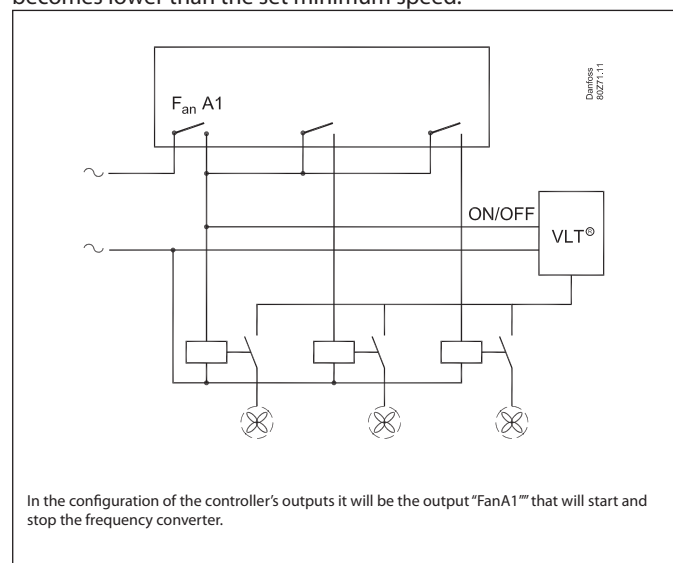 becomes lower than the set minimum speed.
Danfoss
80Z71.11
Fan A1
ON/OFF
VLT®
In the configuration of the controller's outputs it will be the output “FanA1”” that will start and
stop the frequency converter.